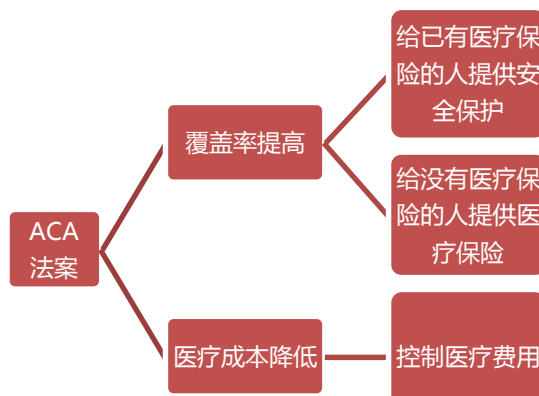 给已有医疗保
险的人提供安
全保护
覆盖率提高
给没有医疗保
险的人提供医
疗保险
ACA
法案
医疗成本降低
控制医疗费用